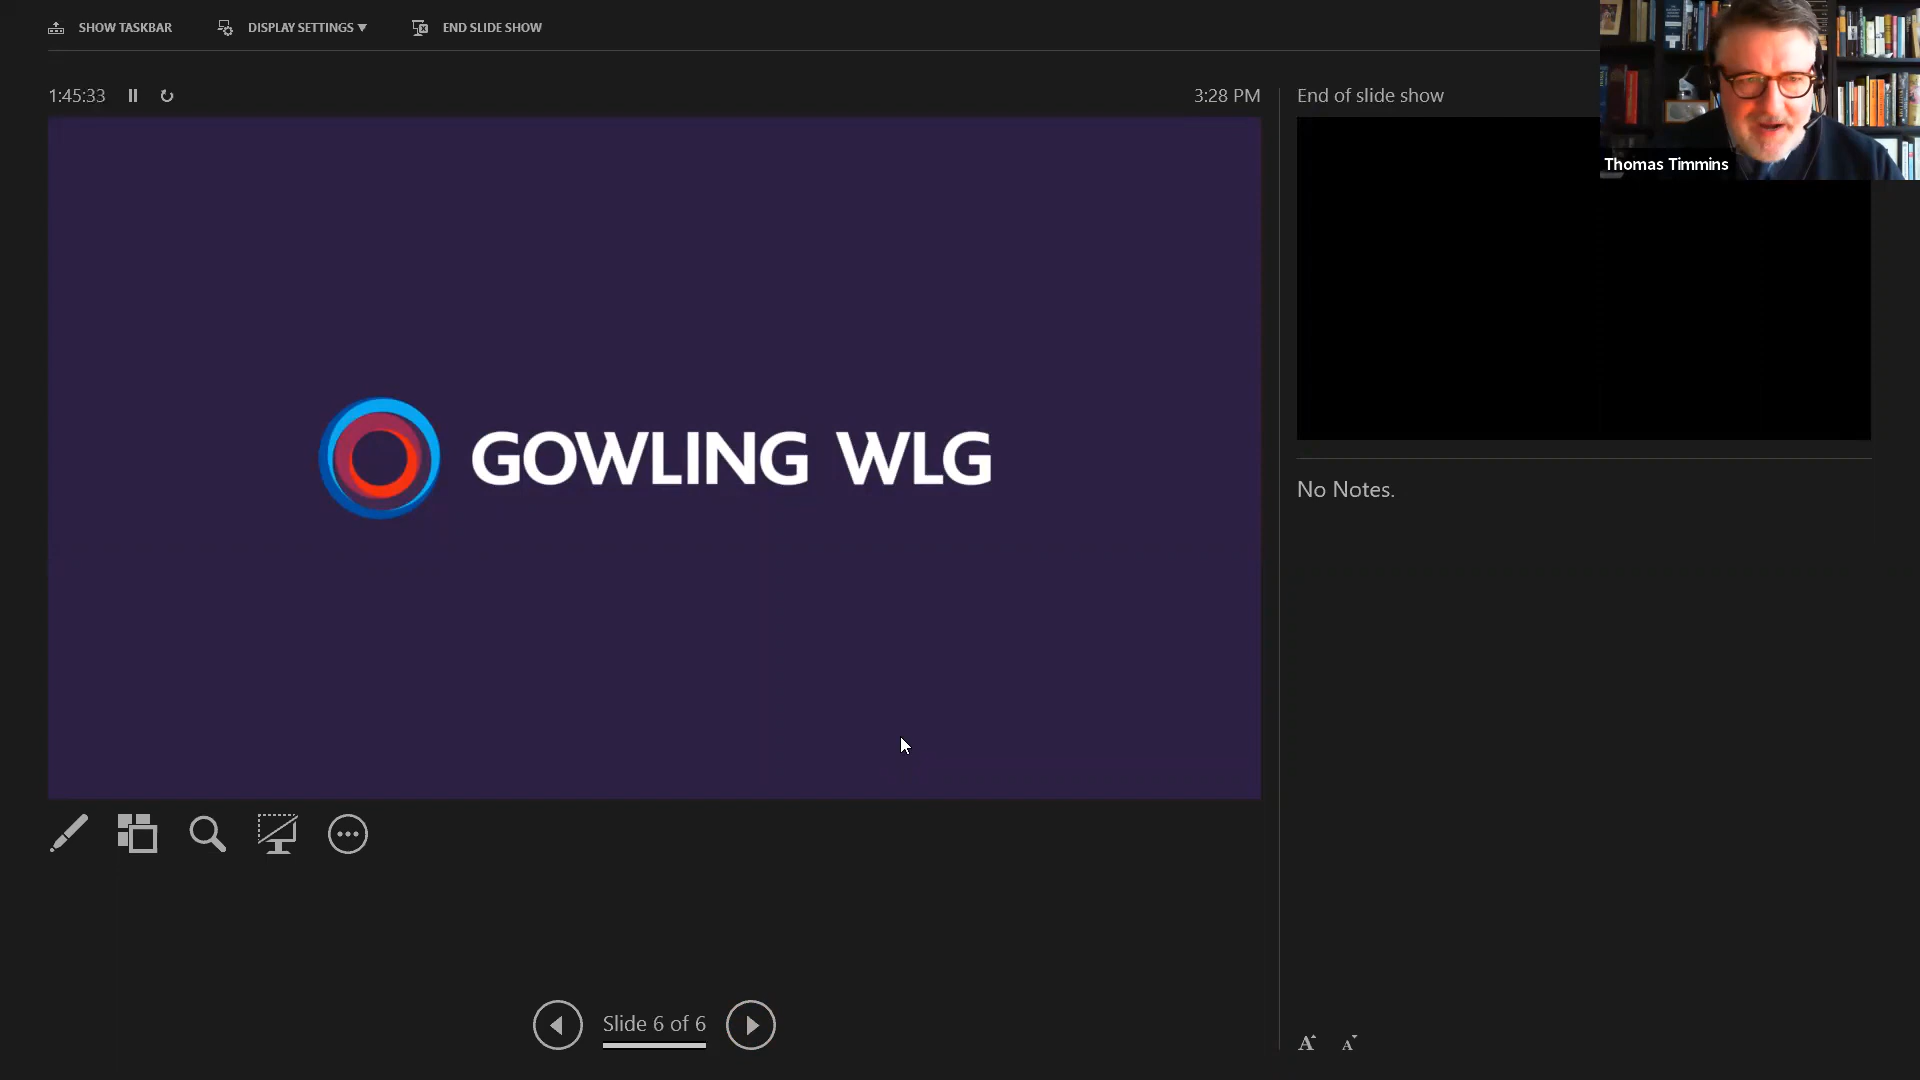 SHOW TASKBAR
DISPLAY SETTINGS
END SLIDE SHOW
1:45:33
3:28 PM
End of slide show
Thomas Timmins
GOWLING WLG
No Notes.
Slide 6 of 6
A A